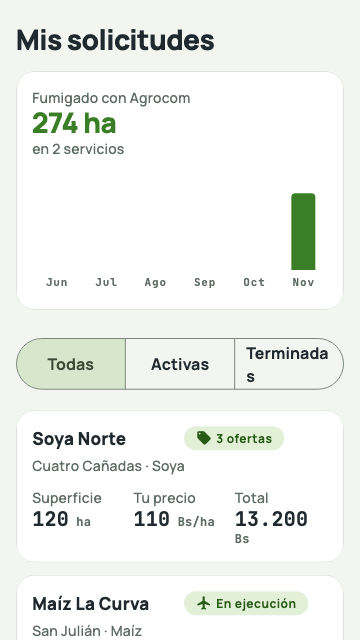 Mis solicitudes
Fumigado con Agrocom
274 ha
en 2 servicios
Jun Jul Ago Sep Oct Nov
Todas Activas Terminada
s
Soya Norte 3 ofertas
Cuatro Cañadas · Soya
Superficie Tu precio Total
120 ha 110 Bs/ha 13.200
Bs
Maíz La Curva En ejecución
San Julián · Maíz